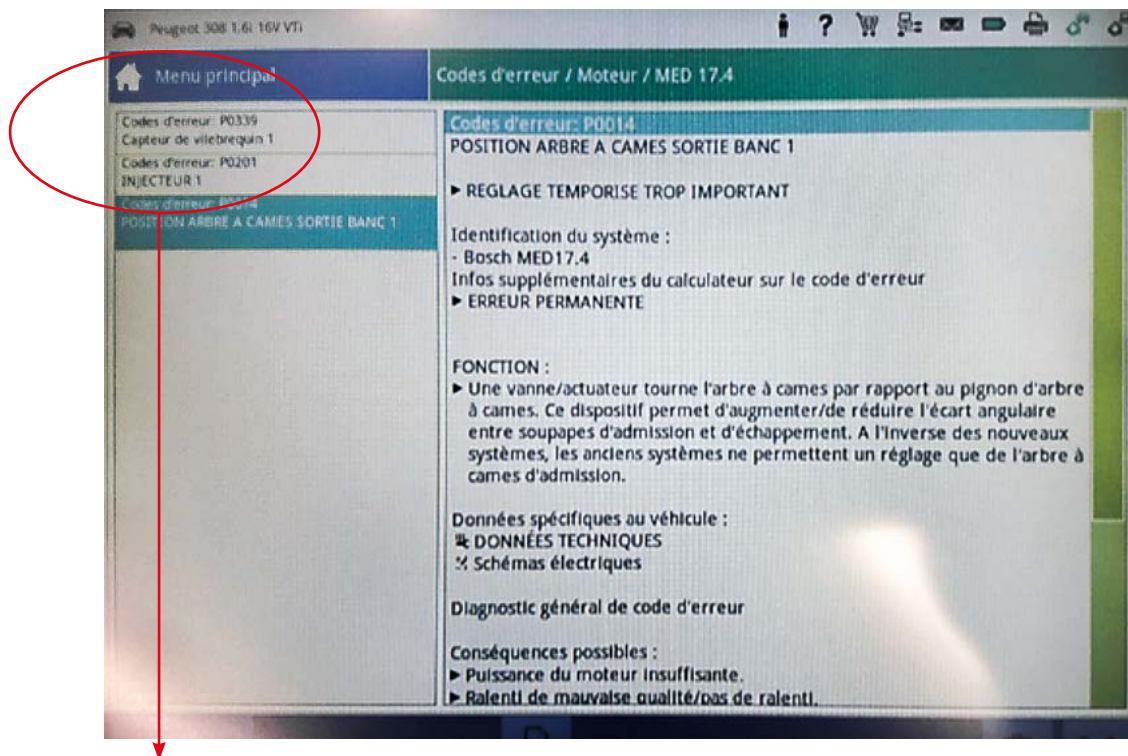 Peugeot 308 1.6i 16V VTi
?
Menu principal
Codes d'erreur / Moteur / MED 17.4
Codes d'erreur: P0339
Capteur de vilebrequin 1
Codes d'erreur: P0201
INJECTEUR 1
Codes d'erreur: P0014
POSITION ARBRE A CAMES SORTIE BANC 1
Codes d'erreur: P0014
POSITION ARBRE A CAMES SORTIE BANC 1
► REGLAGE TEMPORISE TROP IMPORTANT
Identification du système :
- Bosch MED17.4
Infos supplémentaires du calculateur sur le code d'erreur
► ERREUR PERMANENTE
FONCTION :
► Une vanne/actuateur tourne l'arbre à cames par rapport au pignon d'arbre
à cames. Ce dispositif permet d'augmenter/de réduire l'écart angulaire
entre soupapes d'admission et d'échappement. A l'inverse des nouveaux
systèmes, les anciens systèmes ne permettent un réglage que de l'arbre à
cames d'admission.
Données spécifiques au véhicule :
DONNÉES TECHNIQUES
Schémas électriques
Diagnostic général de code d'erreur
Conséquences possibles :
► Puissance du moteur insuffisante.
► Ralenti de mauvaise qualité/pas de ralenti.